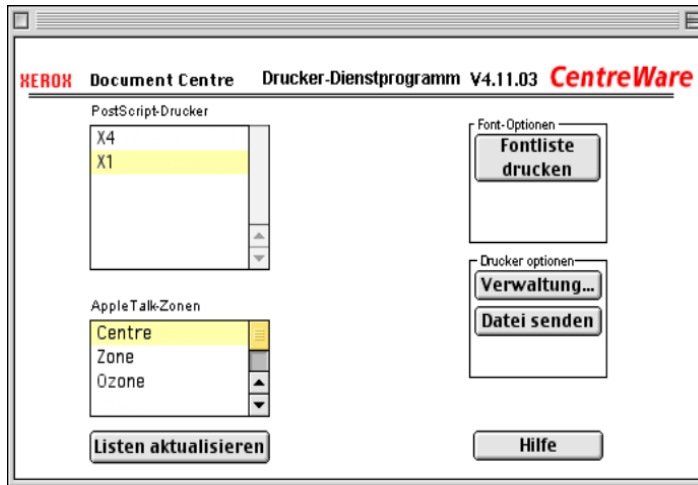 XEROX Document Centre Drucker-Dienstprogramm V4.11.03 CentreWare
PostScript-Drucker
X4
X1
AppleTalk-Zonen
Centre
Zone
Ozone
Listen aktualisieren
Font-Optionen
Fontliste
drucken
Drucker optionen
Verwaltung...
Datei senden
Hilfe